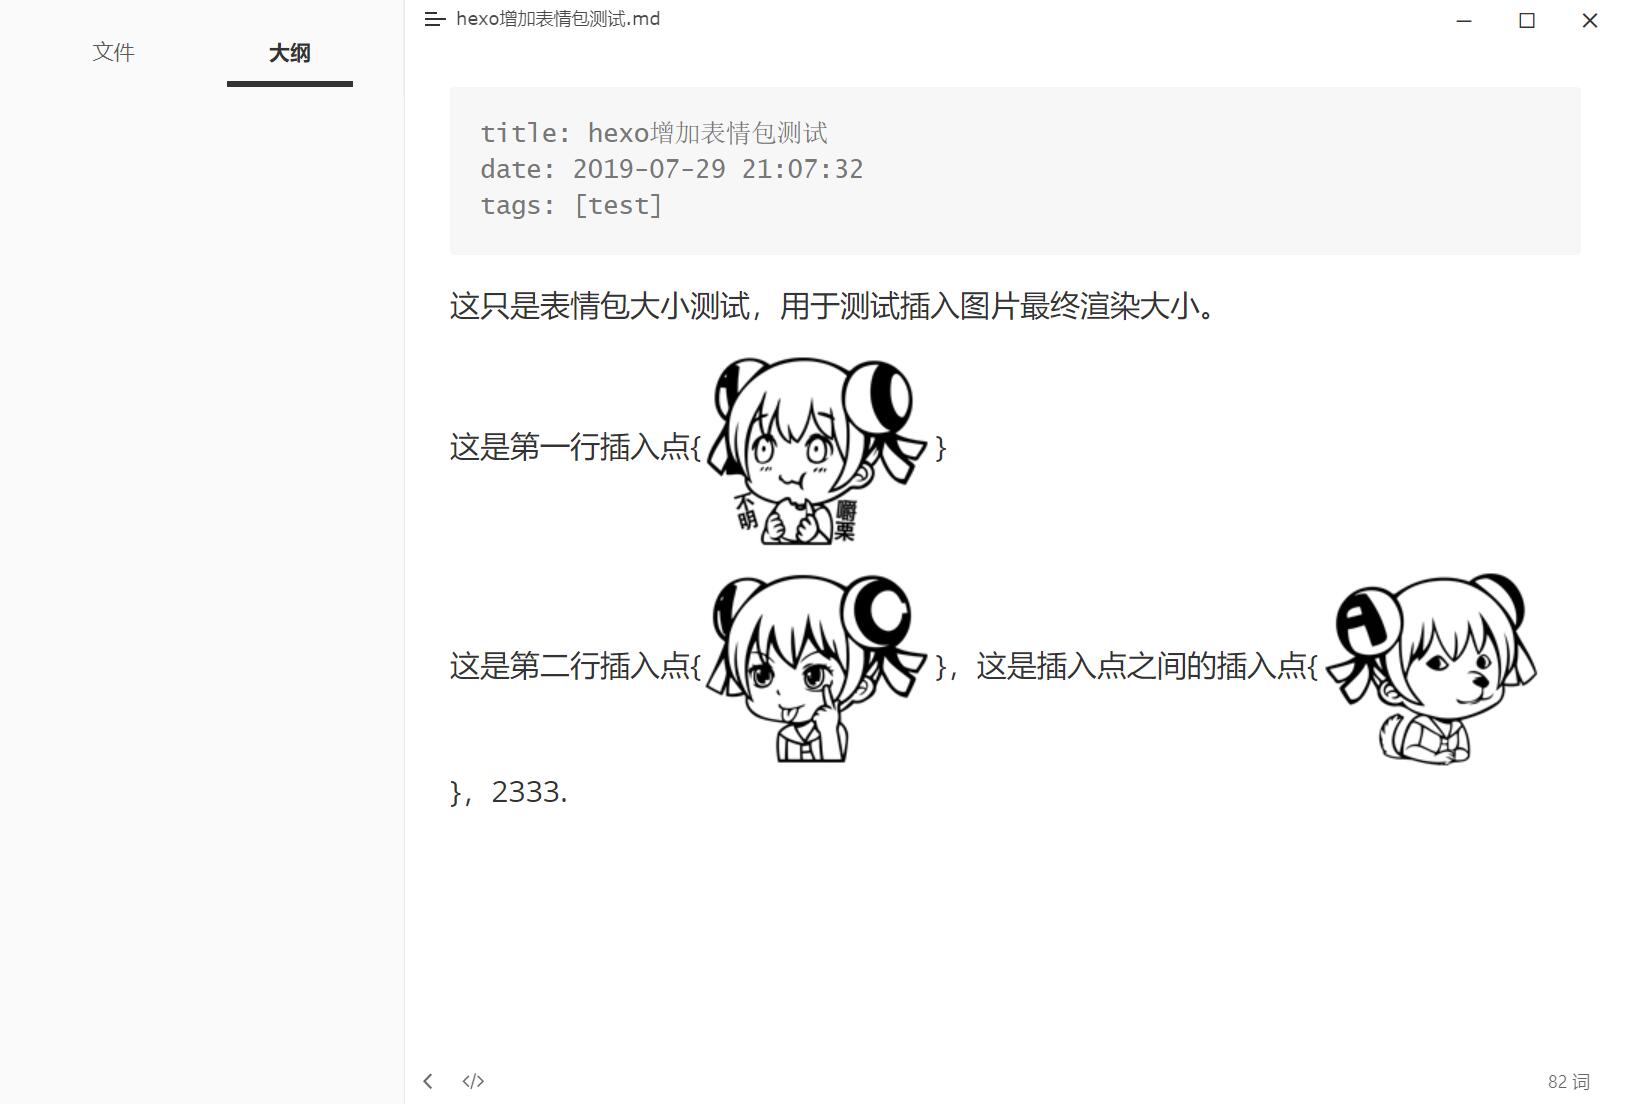 文件
大纲
hexo增加表情包测试.md
title: hexo增加表情包测试
date: 2019-07-29 21:07:32
tags: [test]
这只是表情包大小测试，用于测试插入图片最终渲染大小。
这是第一行插入点{ }
不明 嚼栗
这是第二行插入点{ }，这是插入点之间的插入点{
}，2333.
</> 82 词